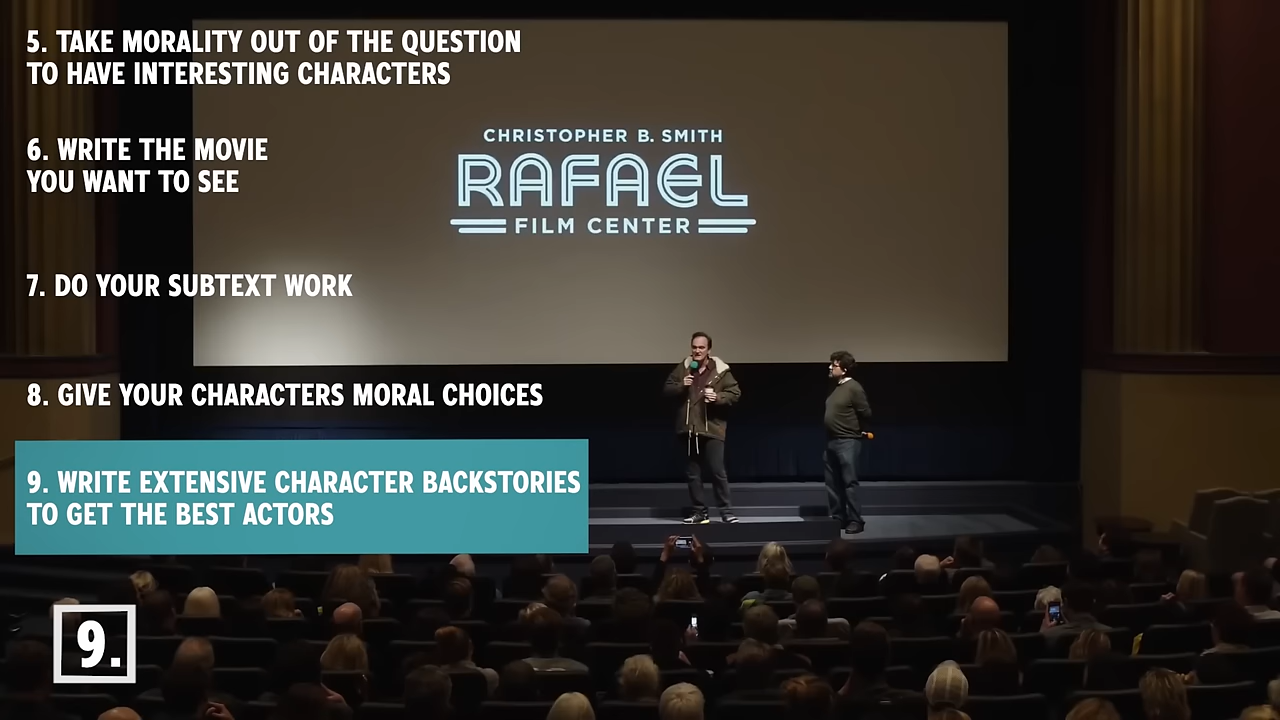 5. TAKE MORALITY OUT OF THE QUESTION
TO HAVE INTERESTING CHARACTERS
6. WRITE THE MOVIE
YOU WANT TO SEE
7. DO YOUR SUBTEXT WORK
8. GIVE YOUR CHARACTERS MORAL CHOICES
9. WRITE EXTENSIVE CHARACTER BACKSTORIES
TO GET THE BEST ACTORS
9.
CHRISTOPHER B. SMITH
RAFAEL
FILM CENTER